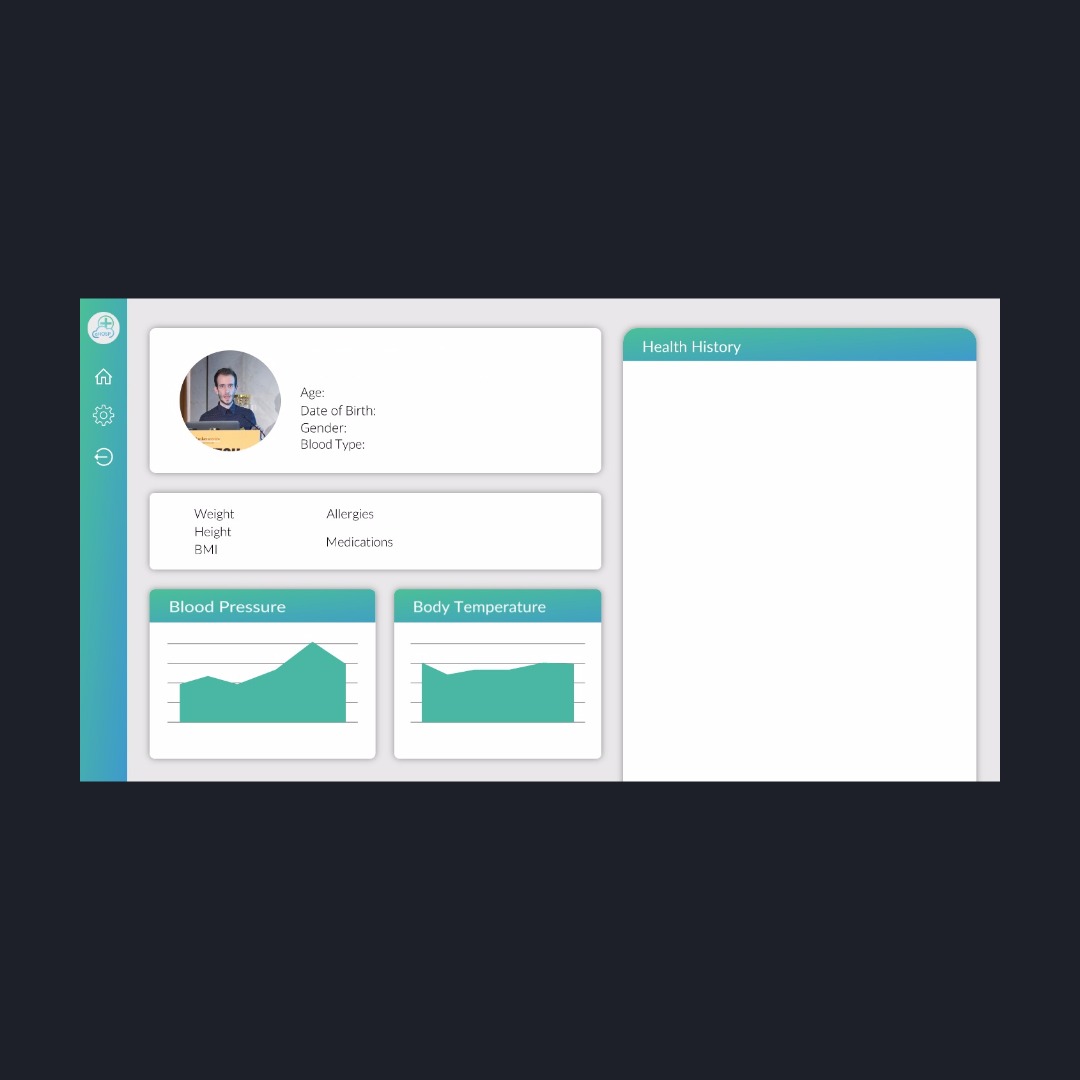 Age:
Date of Birth:
Gender:
Blood Type:
Weight
Height
BMI
Allergies
Medications
Blood Pressure
Body Temperature
Health History